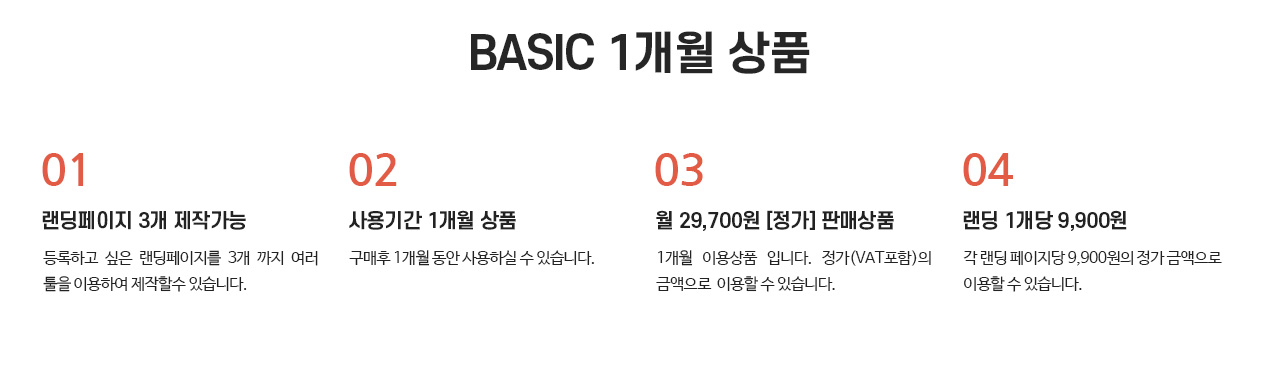 BASIC 1개월 상품
01
랜딩페이지 3개 제작가능
등록하고 싶은 랜딩페이지를 3개 까지 여러
툴을 이용하여 제작할수 있습니다.
02
사용기간 1개월 상품
구매후 1개월 동안 사용하실 수 있습니다.
03
월 29,700원 [정가] 판매상품
1개월 이용상품 입니다. 정가(VAT포함)의
금액으로 이용할 수 있습니다.
04
랜딩 1개당 9,900원
각 랜딩 페이지당 9,900원의 정가 금액으로
이용할 수 있습니다.